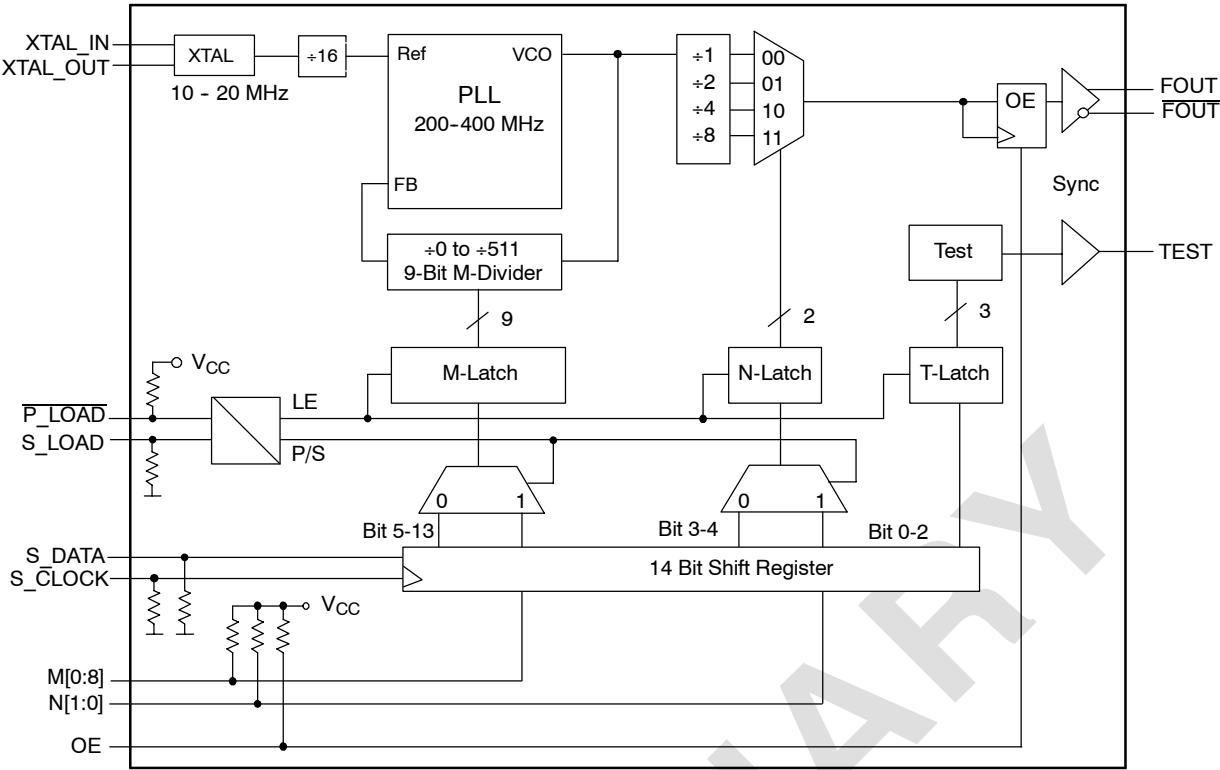 XTAL_IN
XTAL_OUT
XTAL
10 - 20 MHz
÷16
Ref
VCO
PLL
200-400 MHz
FB
÷1
÷2
÷4
÷8
00
01
10
11
OE
FOUT
FOUT
Sync
÷0 to ÷511
9-Bit M-Divider
Test
TEST
9
2
3
VCC
M-Latch
N-Latch
T-Latch
P_LOAD
S_LOAD
LE
P/S
0 1
0 1
Bit 5-13
Bit 3-4
Bit 0-2
S_DATA
S_CLOCK
14 Bit Shift Register
VCC
M[0:8]
N[1:0]
OE